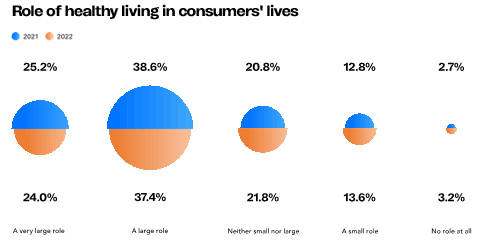 Role of healthy living in consumers' lives
2021 2022
25.2% 38.6% 20.8% 12.8% 2.7%
24.0% 37.4% 21.8% 13.6% 3.2%
A very large role A large role Neither small nor large A small role No role at all